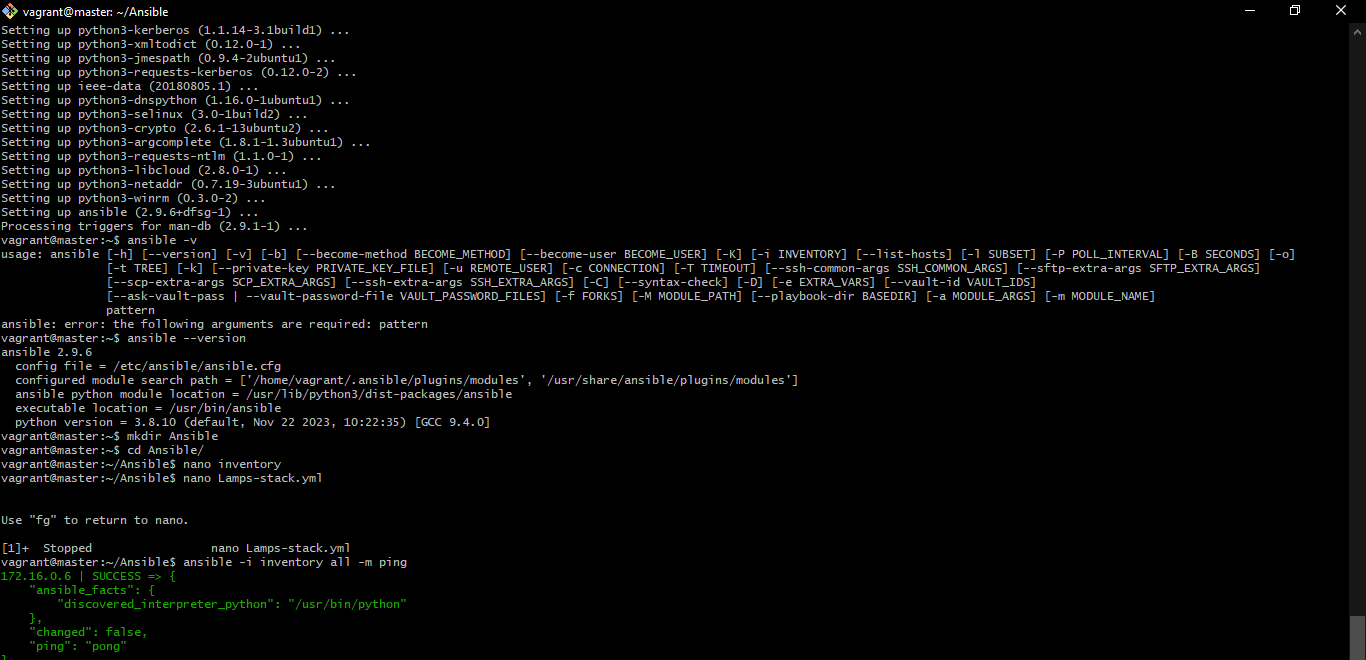 vagrant@master: ~/Ansible
Setting up python3-kerberos (1.1.14-3.1build1) ...
Setting up python3-xmltodict (0.12.0-1) ...
Setting up python3-jmespath (0.9.4-2ubuntu1) ...
Setting up python3-requests-kerberos (0.12.0-2) ...
Setting up ieee-data (20180805.1) ...
Setting up python3-dnspython (1.16.0-1ubuntu1) ...
Setting up python3-selinux (3.0-1build2) ...
Setting up python3-crypto (2.6.1-13ubuntu2) ...
Setting up python3-argcomplete (1.8.1-1.3ubuntu1) ...
Setting up python3-requests-ntlm (1.1.0-1) ...
Setting up python3-libcloud (2.8.0-1) ...
Setting up python3-netaddr (0.7.19-3ubuntu1) ...
Setting up python3-winrm (0.3.0-2) ...
Setting up ansible (2.9.6+dfsg-1) ...
Processing triggers for man-db (2.9.1-1) ...
vagrant@master:~$ ansible -v
usage: ansible [-h] [--version] [-v] [-b] [--become-method BECOME_METHOD] [--become-user BECOME_USER] [-K] [-i INVENTORY] [--list-hosts] [-l SUBSET] [-P POLL_INTERVAL] [-B SECONDS] [-o]
[-t TREE] [-k] [--private-key PRIVATE_KEY_FILE] [-u REMOTE_USER] [-c CONNECTION] [-T TIMEOUT] [--ssh-common-args SSH_COMMON_ARGS] [--sftp-extra-args SFTP_EXTRA_ARGS]
[--scp-extra-args SCP_EXTRA_ARGS] [--ssh-extra-args SSH_EXTRA_ARGS] [-C] [--syntax-check] [-D] [-e EXTRA_VARS] [--vault-id VAULT_IDS]
[--ask-vault-pass | --vault-password-file VAULT_PASSWORD_FILES] [-f FORKS] [-M MODULE_PATH] [--playbook-dir BASEDIR] [-a MODULE_ARGS] [-m MODULE_NAME]
pattern
ansible: error: the following arguments are required: pattern
vagrant@master:~$ ansible --version
ansible 2.9.6
config file = /etc/ansible/ansible.cfg
configured module search path = ['/home/vagrant/.ansible/plugins/modules', '/usr/share/ansible/plugins/modules']
ansible python module location = /usr/lib/python3/dist-packages/ansible
executable location = /usr/bin/ansible
python version = 3.8.10 (default, Nov 22 2023, 10:22:35) [GCC 9.4.0]
vagrant@master:~$ mkdir Ansible
vagrant@master:~$ cd Ansible/
vagrant@master:~/Ansible$ nano inventory
vagrant@master:~/Ansible$ nano Lamps-stack.yml
Use "fg" to return to nano.
[1]+  Stopped                 nano Lamps-stack.yml
vagrant@master:~/Ansible$ ansible -i inventory all -m ping
172.16.0.6 | SUCCESS => {
"ansible_facts": {
"discovered_interpreter_python": "/usr/bin/python"
},
"changed": false,
"ping": "pong"
}